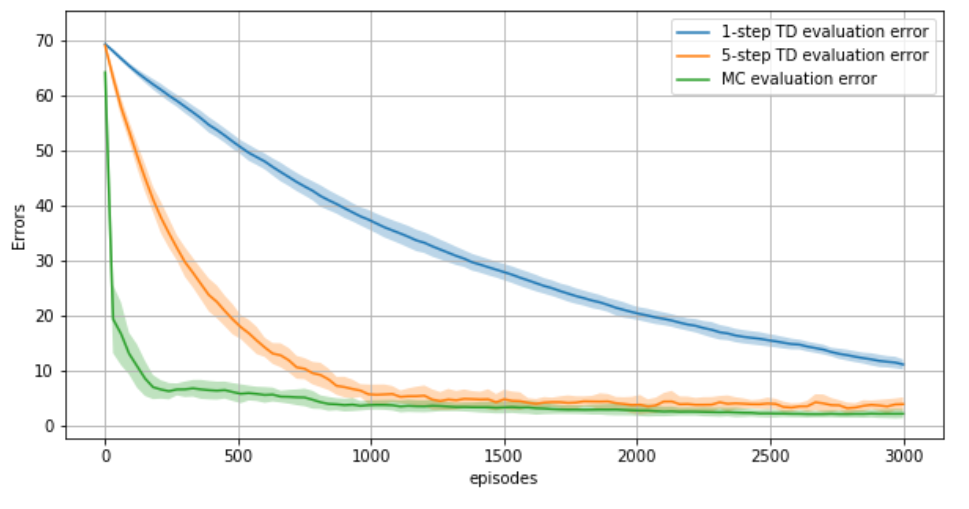 1-step TD evaluation error
5-step TD evaluation error
MC evaluation error
70
60
50
40
30
20
10
0
Errors
0 500 1000 1500 2000 2500 3000
episodes